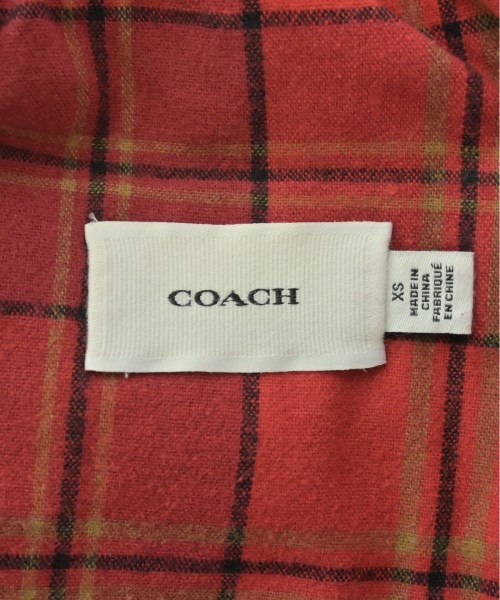 COACH
XS
MADE IN
CHINA
FABRIQUÉ
EN CHINE